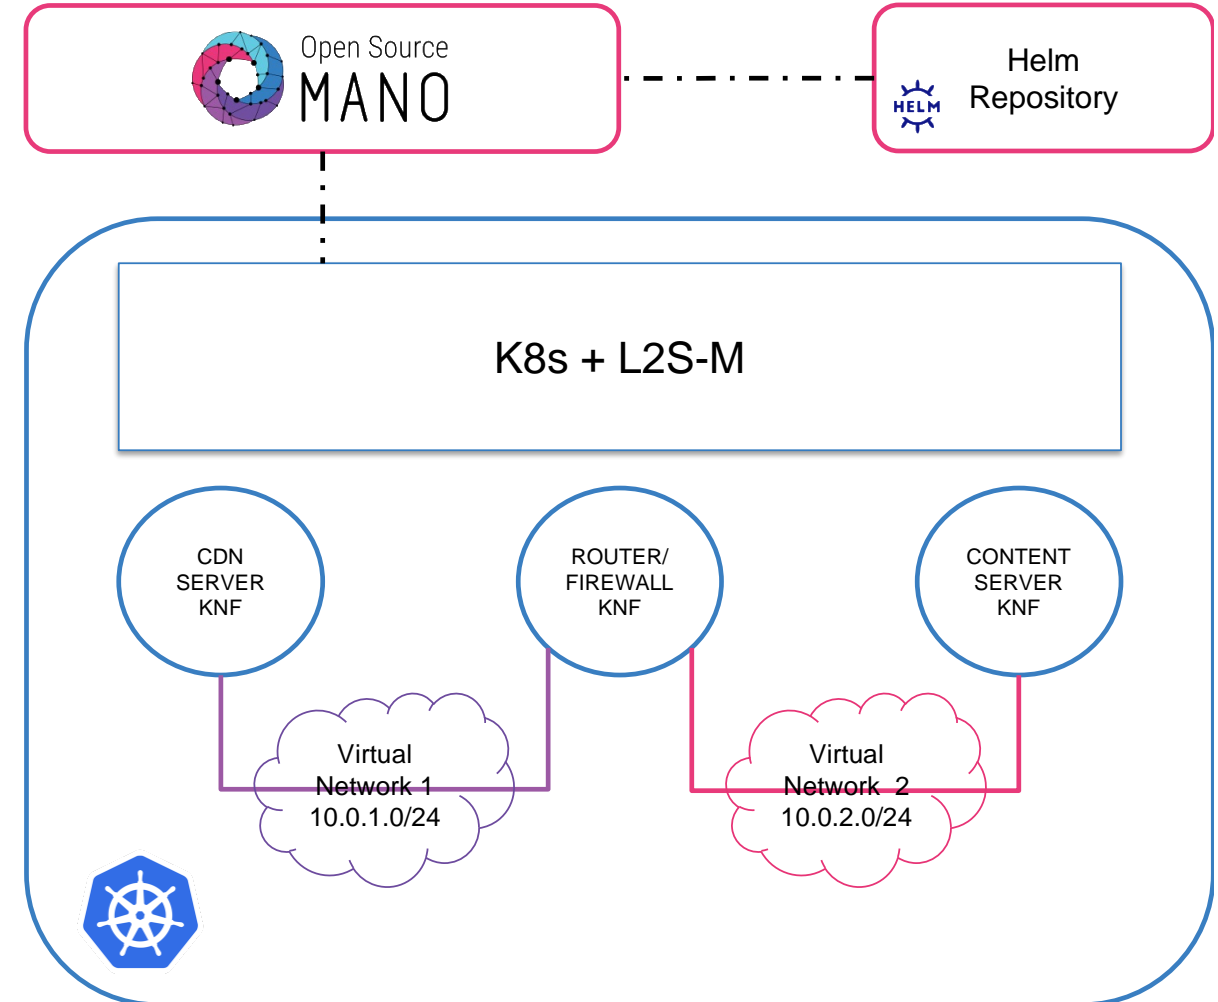 Open Source
MANO
Helm
Repository
HELM
K8s + L2S-M
CDN
SERVER
KNF
ROUTER/
FIREWALL
KNF
CONTENT
SERVER
KNF
Virtual
Network 1
10.0.1.0/24
Virtual
Network 2
10.0.2.0/24